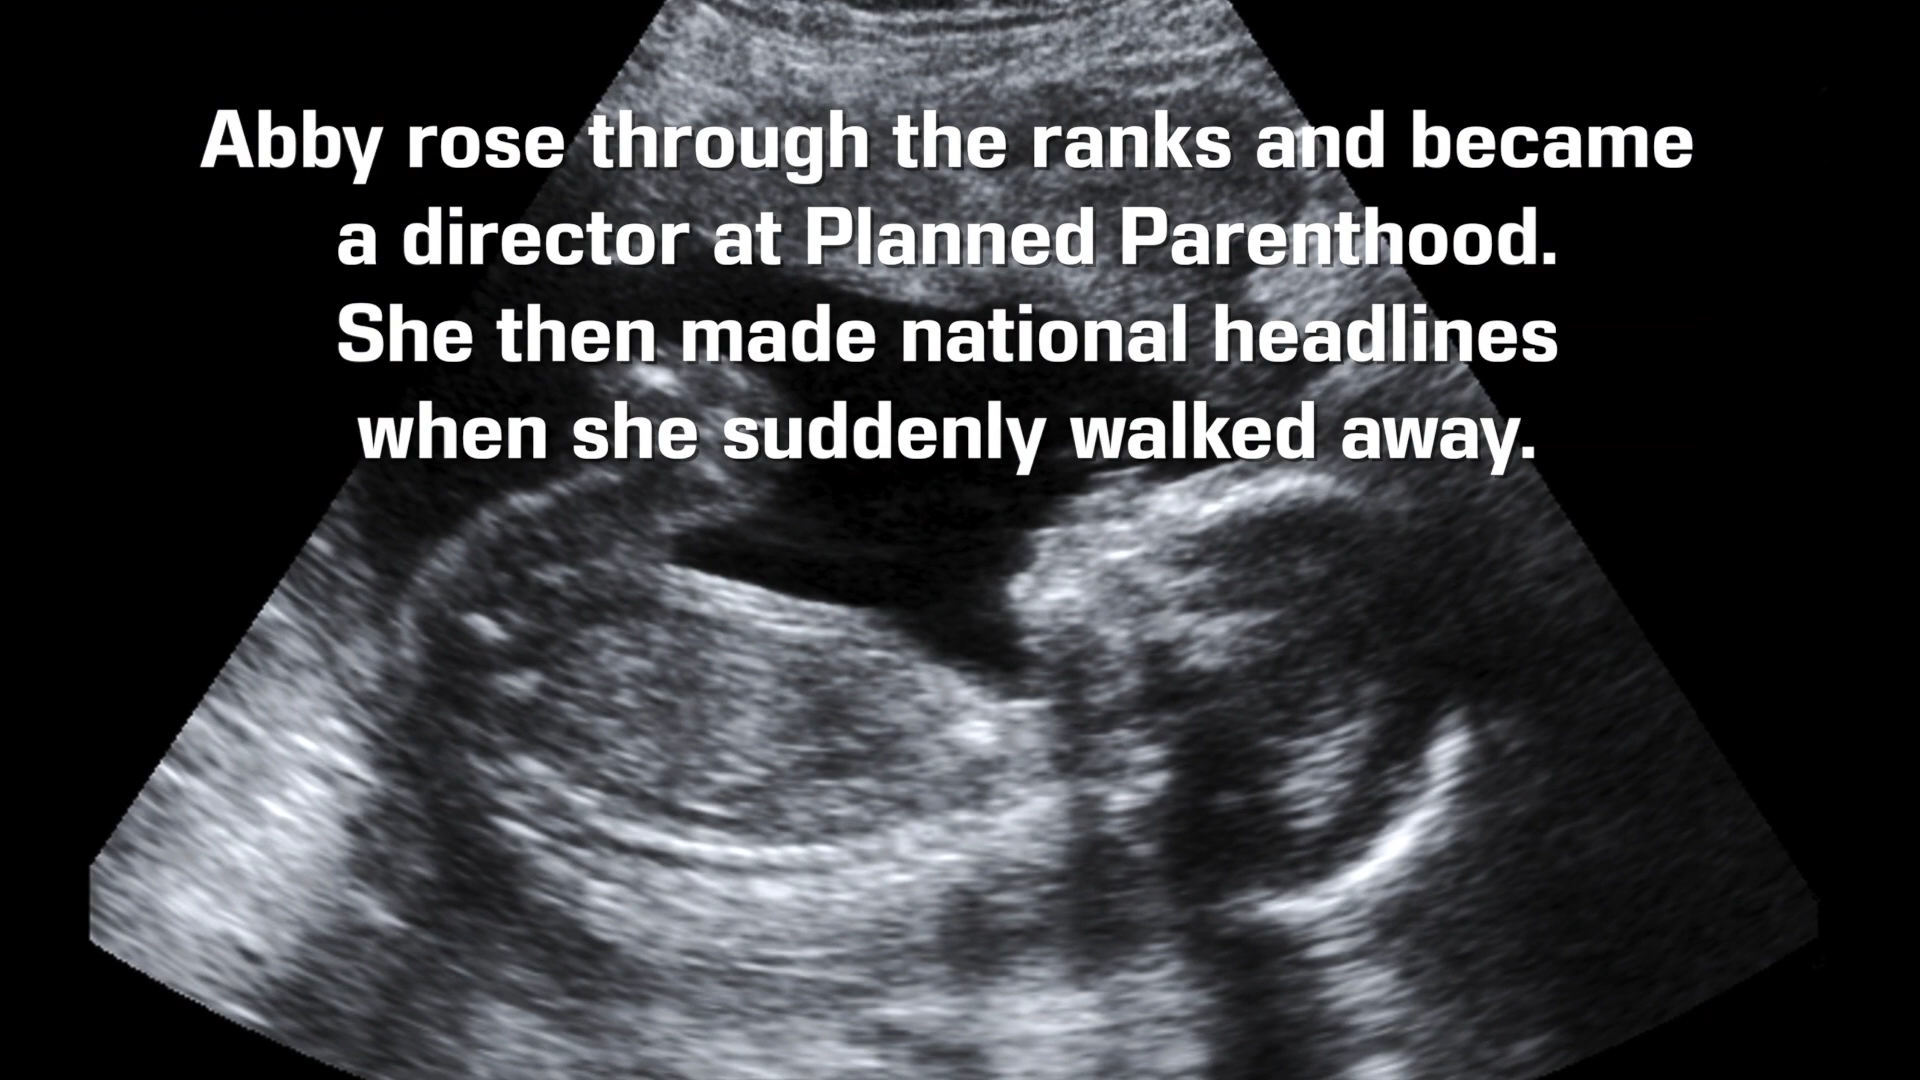 Abby rose through the ranks and became
a director at Planned Parenthood.
She then made national headlines
when she suddenly walked away.